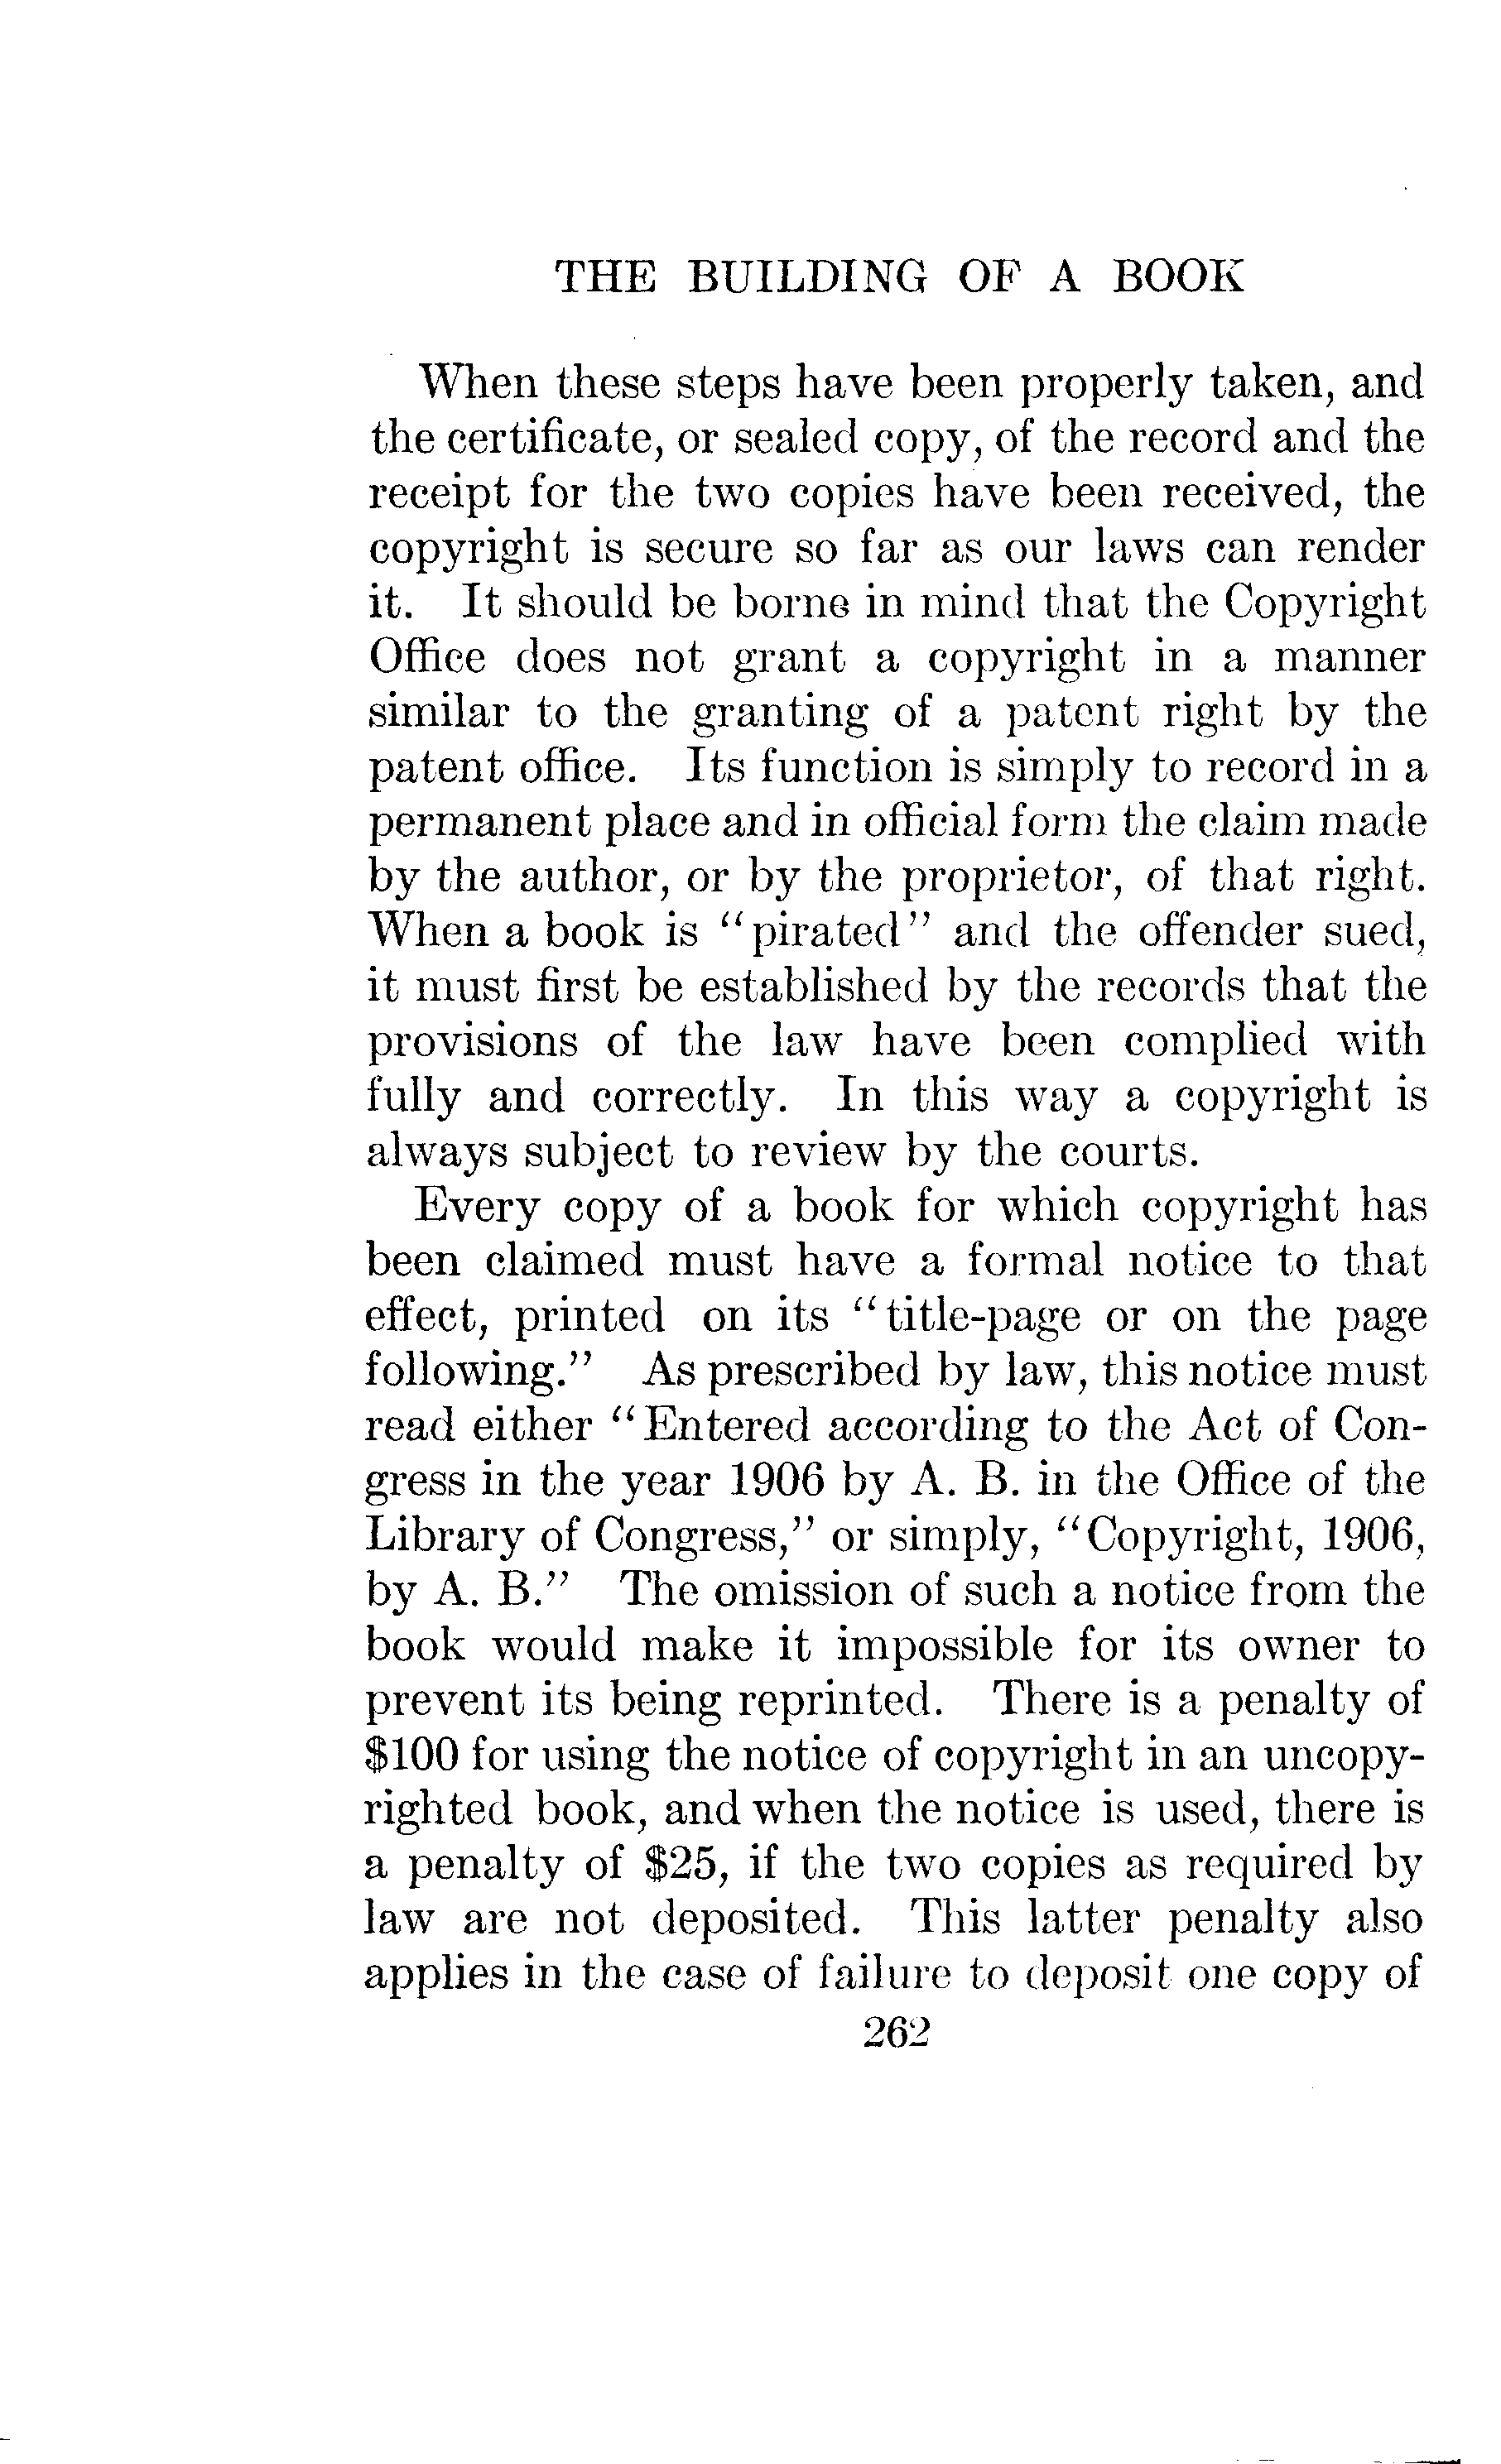 THE BUILDING OF A BOOK
When these steps have been properly taken, and
the certificate, or sealed copy, of the record and the
receipt for the two copies have been received, the
copyright is secure so far as our laws can render
it. It should be borne in mind that the Copyright
Office does not grant a copyright in a manner
similar to the granting of a patent right by the
patent office. Its function is simply to record in a
permanent place and in official form the claim made
by the author, or by the proprietor, of that right.
When a book is "pirated" and the offender sued,
it must first be established by the records that the
provisions of the law have been complied with
fully and correctly. In this way a copyright is
always subject to review by the courts.
Every copy of a book for which copyright has
been claimed must have a formal notice to that
effect, printed on its "title-page or on the page
following." As prescribed by law, this notice must
read either "Entered according to the Act of Con-
gress in the year 1906 by A. B. in the Office of the
Library of Congress," or simply, "Copyright, 1906,
by A. B." The omission of such a notice from the
book would make it impossible for its owner to
prevent its being reprinted. There is a penalty of
$100 for using the notice of copyright in an uncopy-
righted book, and when the notice is used, there is
a penalty of $25, if the two copies as required by
law are not deposited. This latter penalty also
applies in the case of failure to deposit one copy of
262